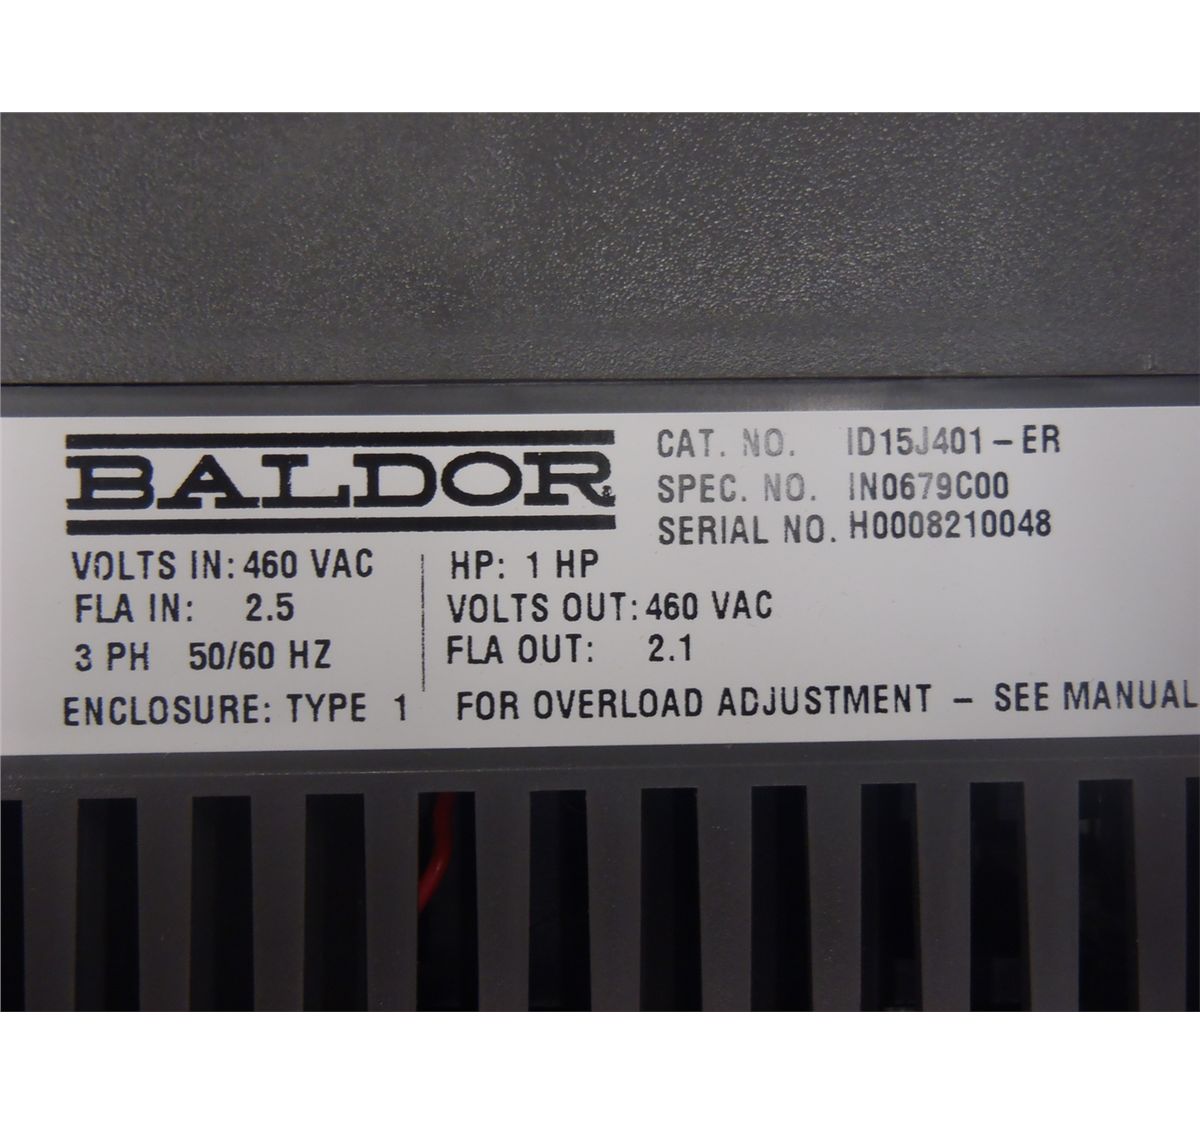 BALDOR
CAT. NO. ID15J401-ER
SPEC. NO. IN0679C00
SERIAL NO. H0008210048
VOLTS IN: 460 VAC
FLA IN: 2.5
3 PH 50/60 HZ
HP: 1 HP
VOLTS OUT: 460 VAC
FLA OUT: 2.1
ENCLOSURE: TYPE 1 FOR OVERLOAD ADJUSTMENT - SEE MANUAL